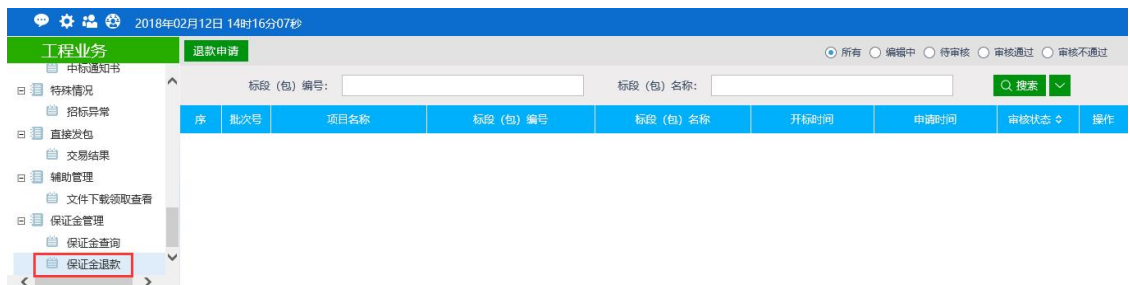 2018年02月12日 14时16分07秒
工程业务
中标通知书
特殊情况
招标异常
直接发包
交易结果
辅助管理
文件下载领取查看
保证金管理
保证金查询
保证金退款
退款申请
所有 编辑中 待审核 审核通过 审核不通过
标段（包）编号： 标段（包）名称： 搜索
序 批次号 项目名称 标段（包）编号 标段（包）名称 开标时间 申请时间 审核状态 操作